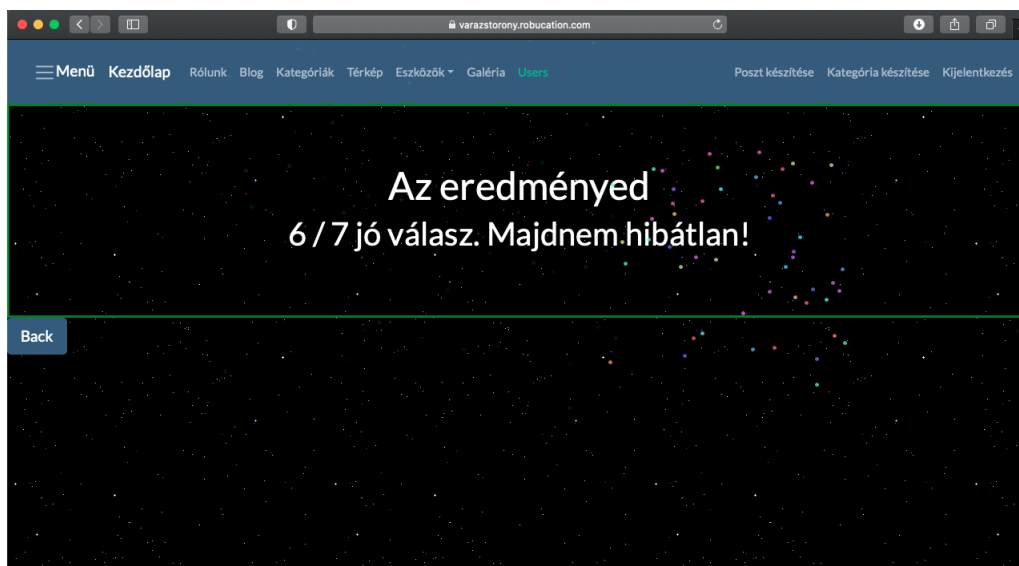 varazstorony.robucation.com
Menü Kezdőlap Rólunk Blog Kategóriák Térkép Eszközök Galéria Users Poszt készítése Kategória készítése Kijelentkezés
Az eredményed
6 / 7 jó válasz. Majdnem hibátlan!
Back